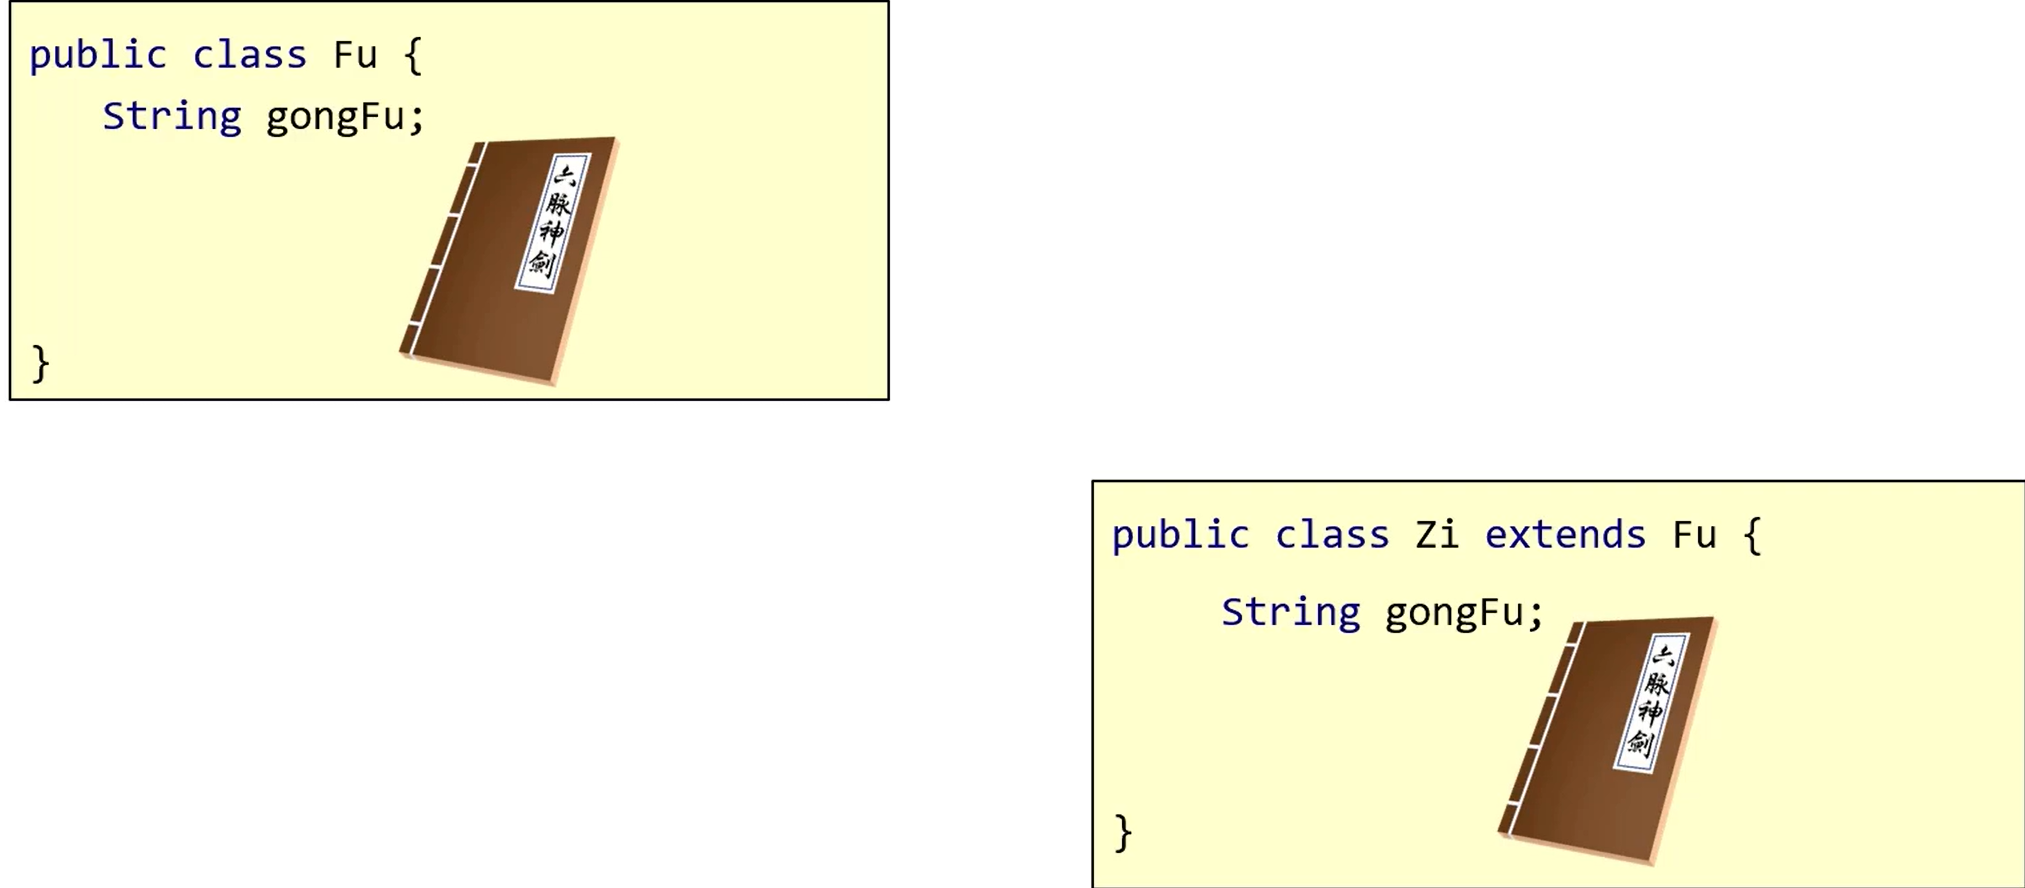 public class Fu {
String gongFu;
六脉神劍
}
public class Zi extends Fu {
String gongFu;
六脉神劍
}